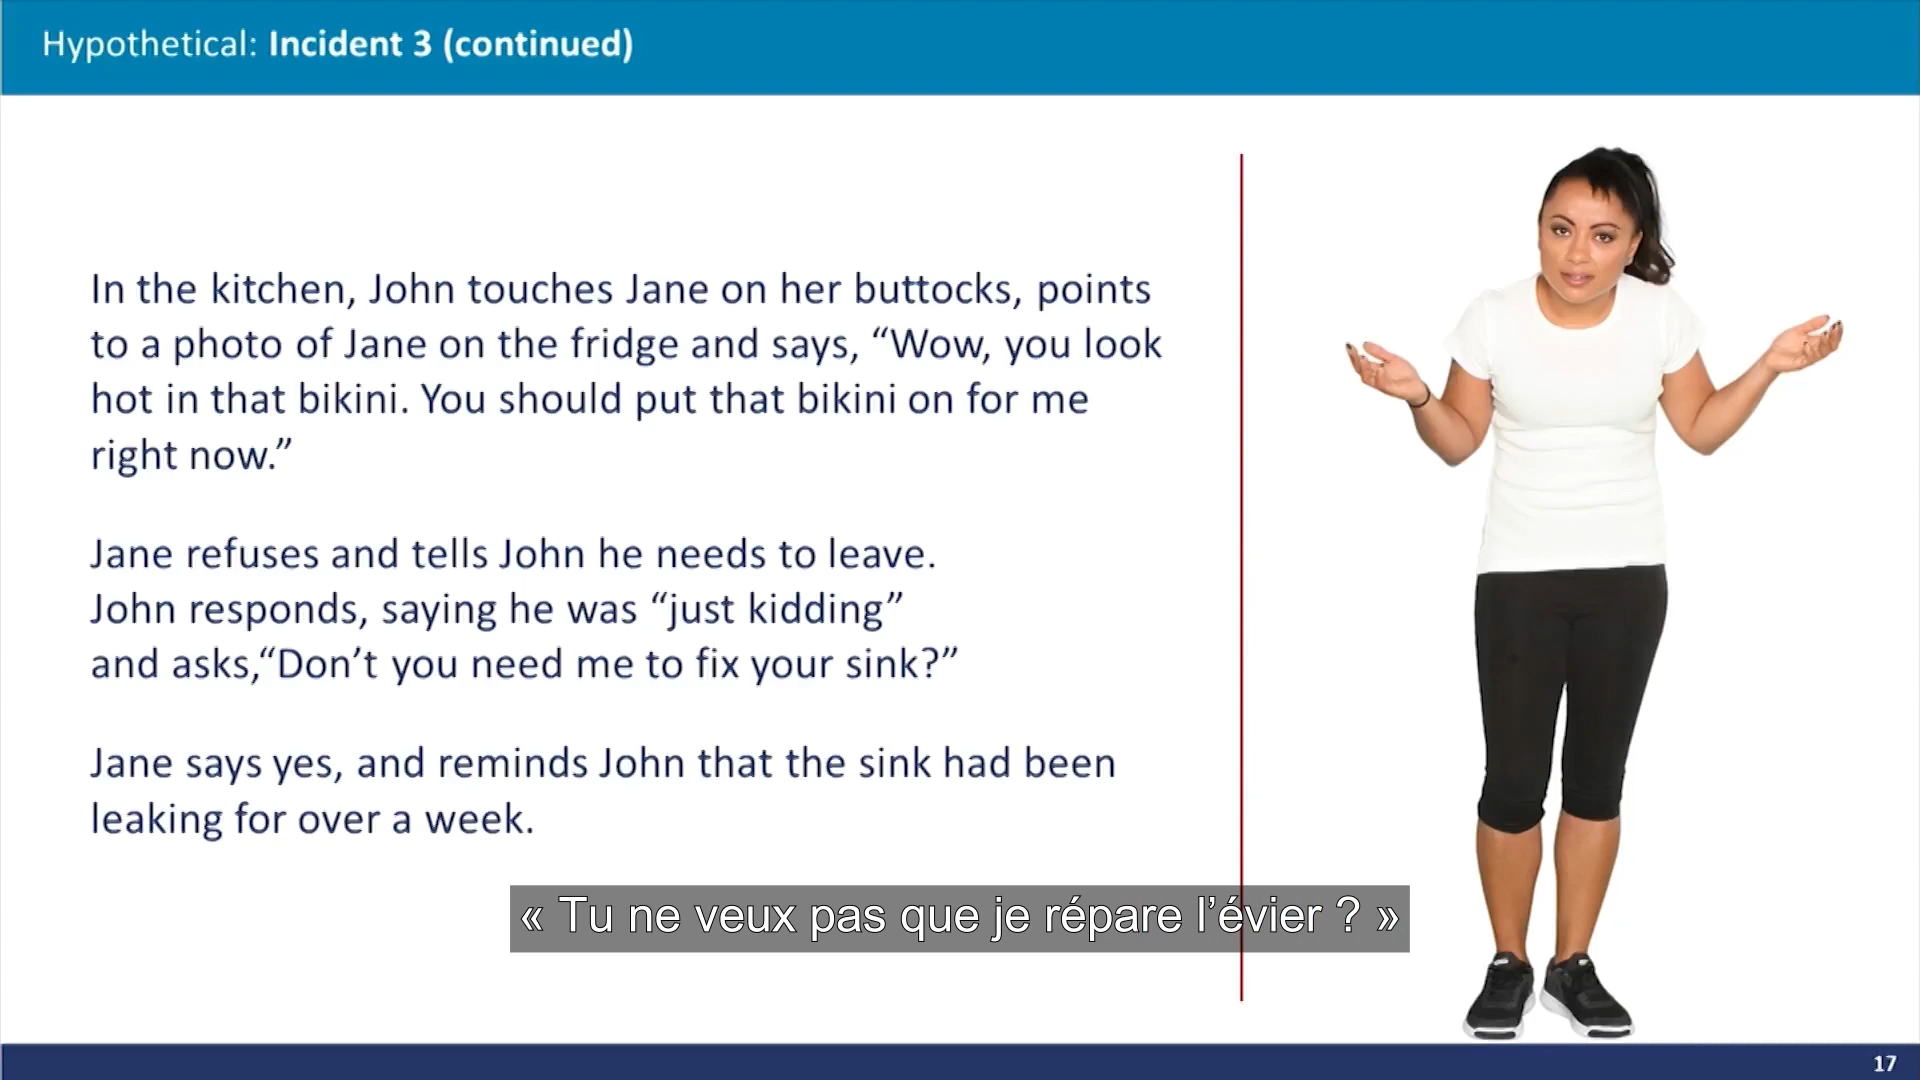 Hypothetical: Incident 3 (continued)
In the kitchen, John touches Jane on her buttocks, points
to a photo of Jane on the fridge and says, “Wow, you look
hot in that bikini. You should put that bikini on for me
right now.”
Jane refuses and tells John he needs to leave.
John responds, saying he was “just kidding”
and asks,“Don’t you need me to fix your sink?”
Jane says yes, and reminds John that the sink had been
leaking for over a week.
« Tu ne veux pas que je répare l’évier ? »
17